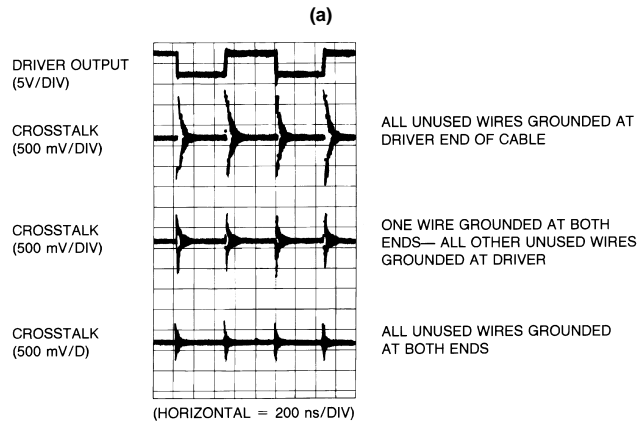 (a)
DRIVER OUTPUT
(5V/DIV)
CROSSTALK
(500 mV/DIV)
ALL UNUSED WIRES GROUNDED AT
DRIVER END OF CABLE
CROSSTALK
(500 mV/DIV)
ONE WIRE GROUNDED AT BOTH
ENDS— ALL OTHER UNUSED WIRES
GROUNDED AT DRIVER
CROSSTALK
(500 mV/D)
ALL UNUSED WIRES GROUNDED
AT BOTH ENDS
(HORIZONTAL = 200 ns/DIV)